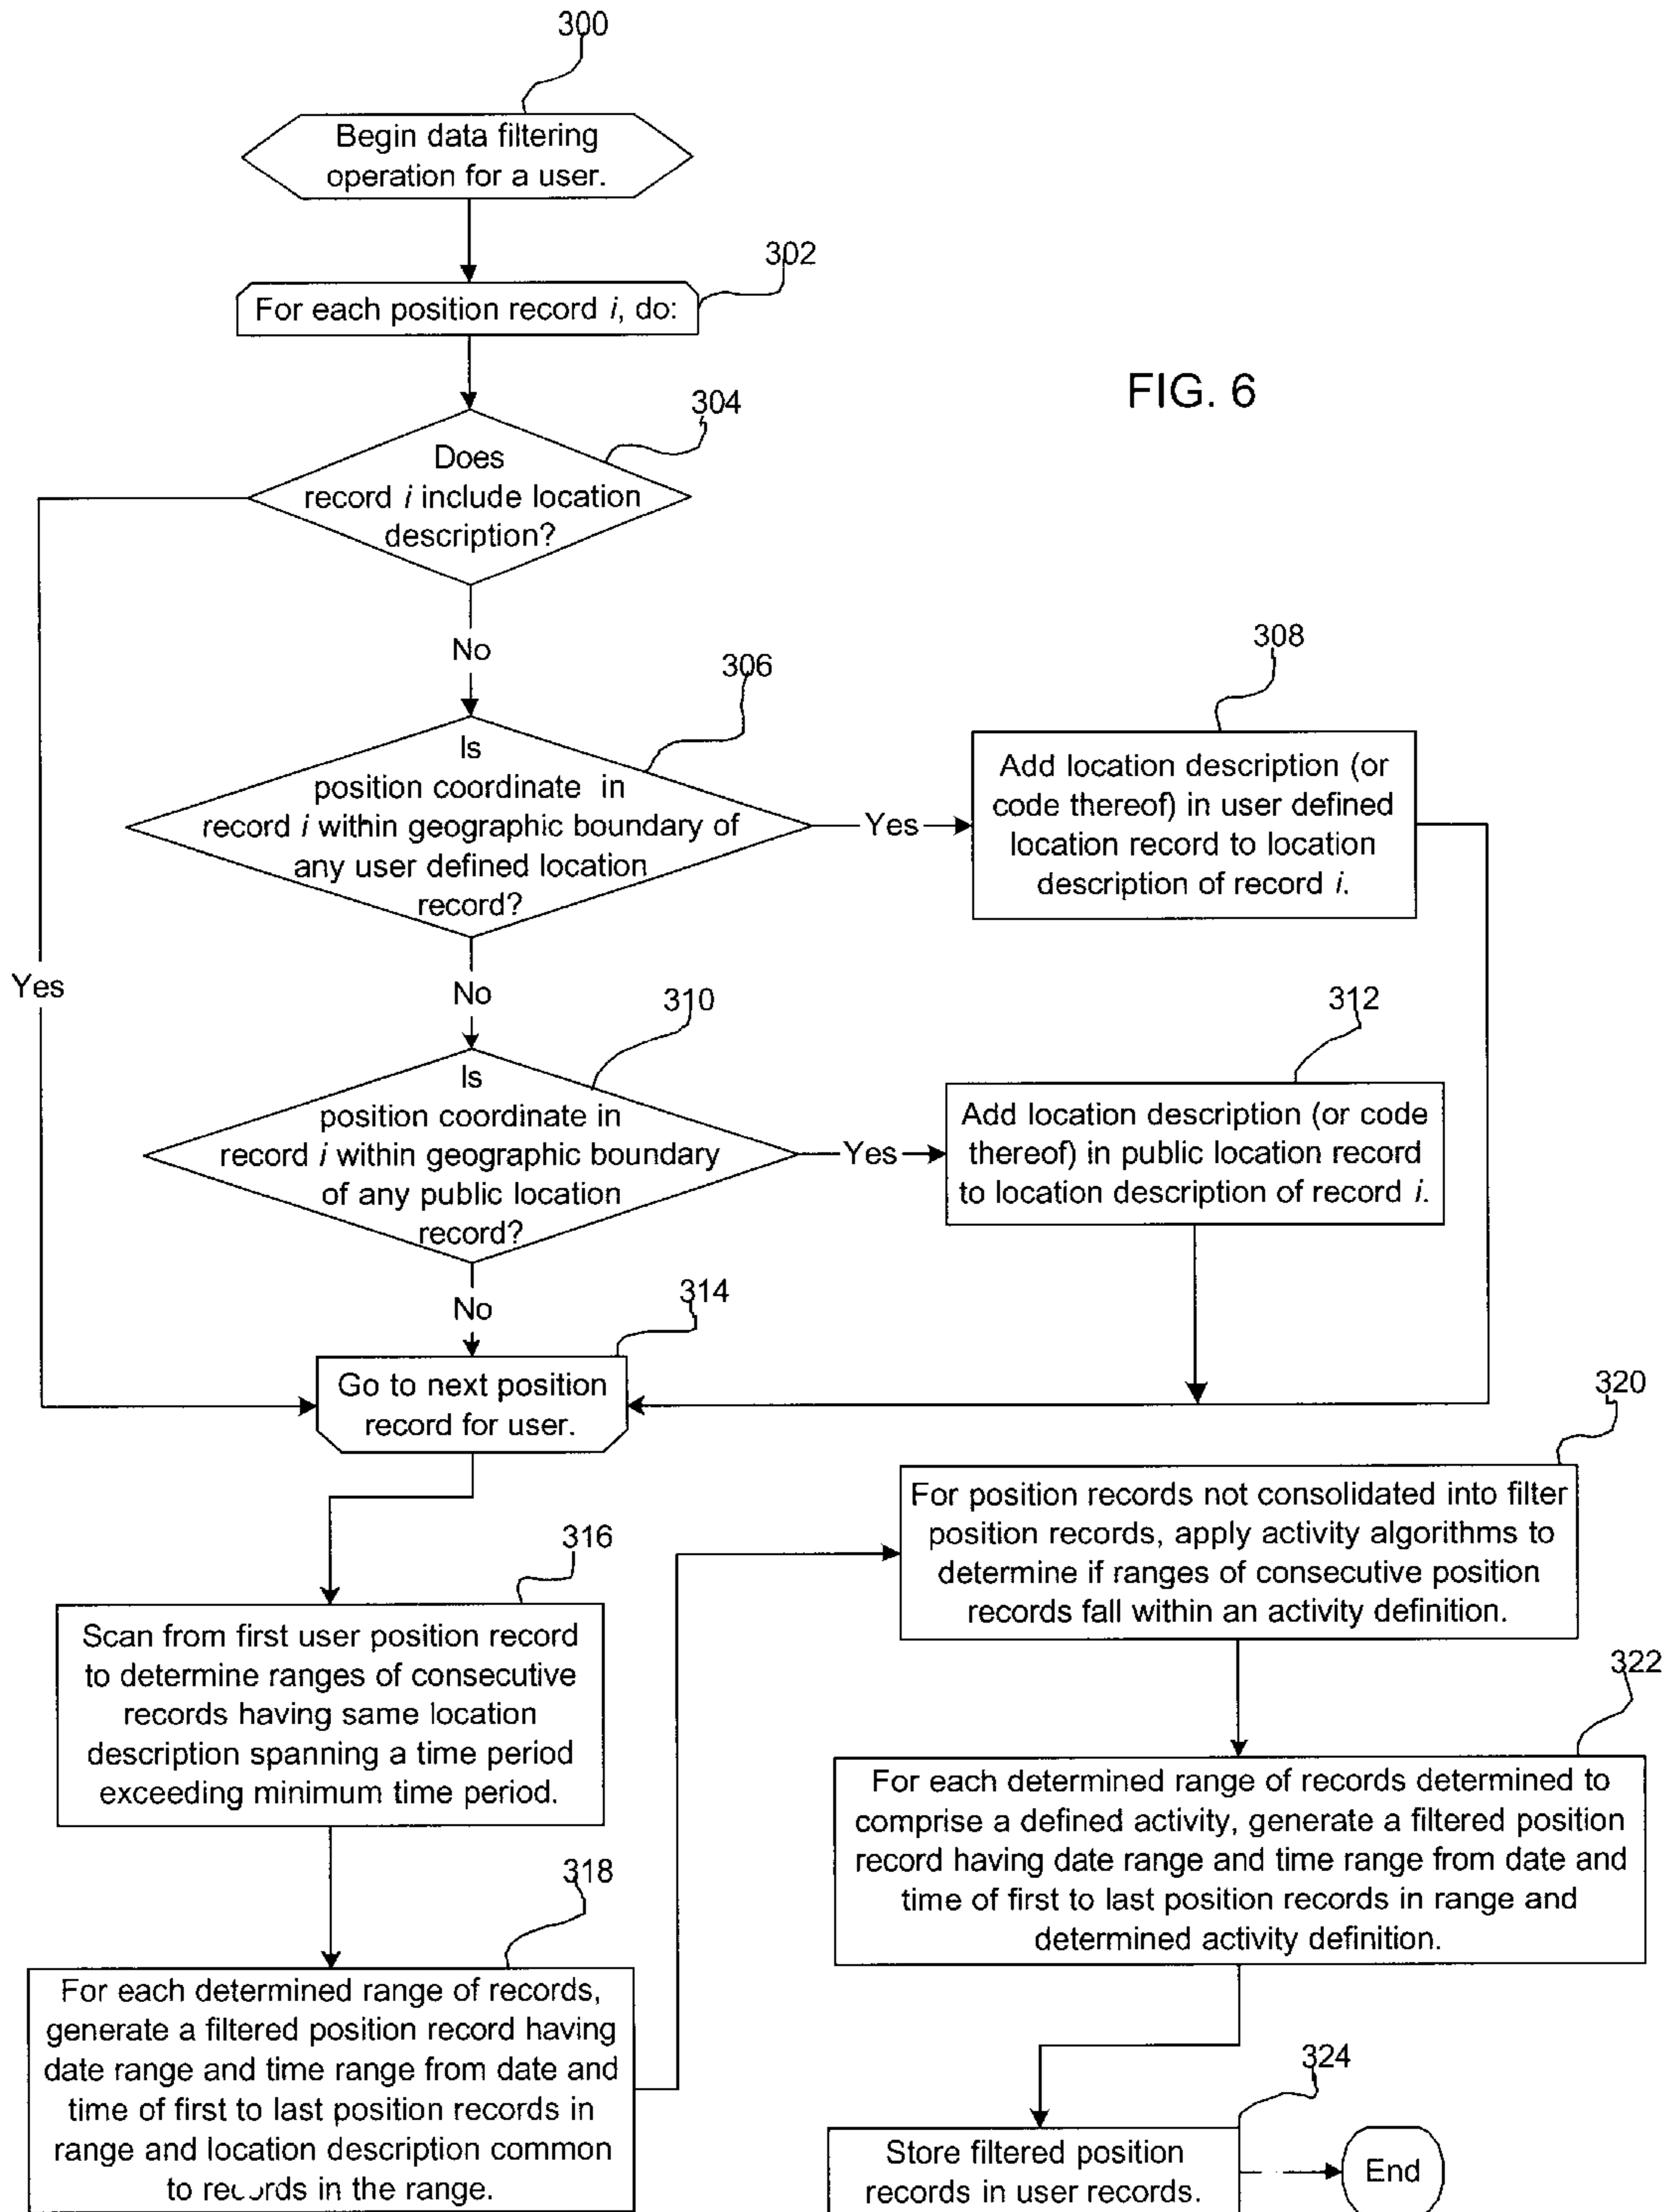 300
Begin data filtering
operation for a user.
302
For each position record i, do:
FIG. 6
304
Does
record i include location
description?
No
306
Is
position coordinate in
record i within geographic boundary of
any user defined location
record?
Yes
308
Add location description (or
code thereof) in user defined
location record to location
description of record i.
Yes
No
310
Is
position coordinate in
record i within geographic boundary
of any public location
record?
Yes
312
Add location description (or code
thereof) in public location record
to location description of record i.
No
314
Go to next position
record for user.
316
Scan from first user position record
to determine ranges of consecutive
records having same location
description spanning a time period
exceeding minimum time period.
318
For each determined range of records,
generate a filtered position record having
date range and time range from date and
time of first to last position records in
range and location description common
to records in the range.
320
For position records not consolidated into filter
position records, apply activity algorithms to
determine if ranges of consecutive position
records fall within an activity definition.
322
For each determined range of records determined to
comprise a defined activity, generate a filtered position
record having date range and time range from date and
time of first to last position records in range and
determined activity definition.
324
Store filtered position
records in user records.
End